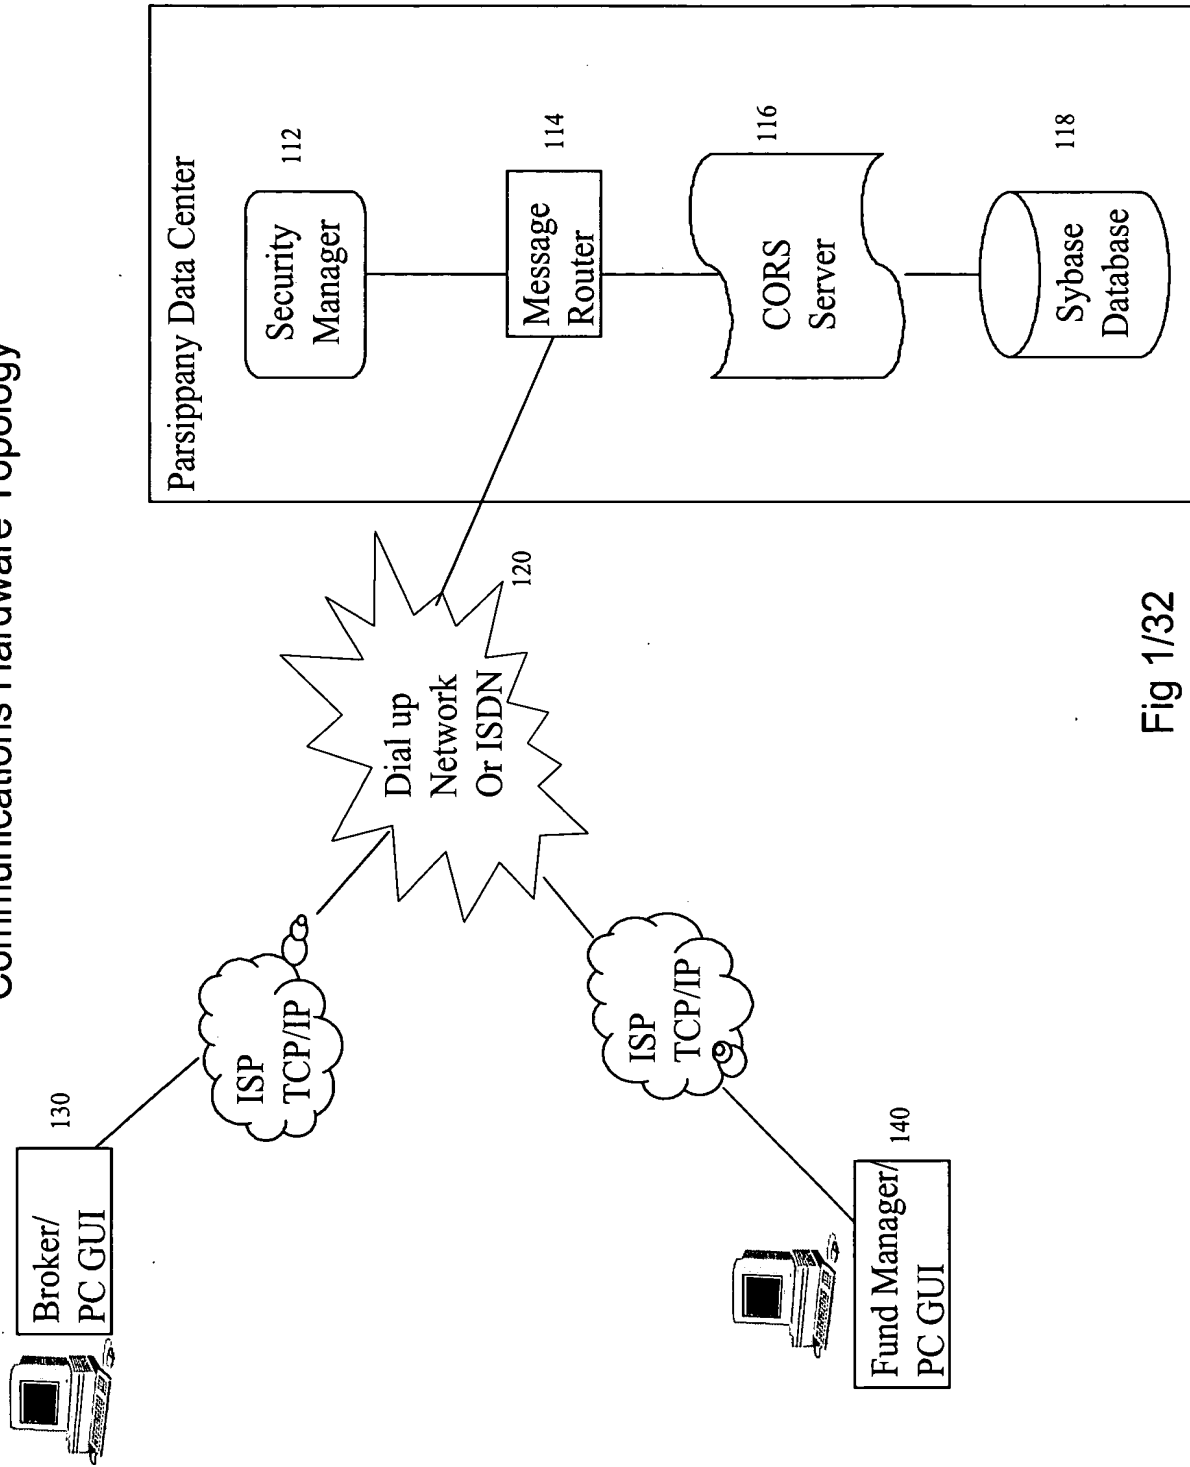 Communications Hardware Topology
Parsippany Data Center
Security
Manager
112
Message
Router
114
CORS
Server
116
Sybase
Database
118
Dial up
Network
Or ISDN
120
ISP
TCP/IP
ISP
TCP/IP
Broker/
PC GUI
130
Fund Manager/
PC GUI
140
Fig 1/32